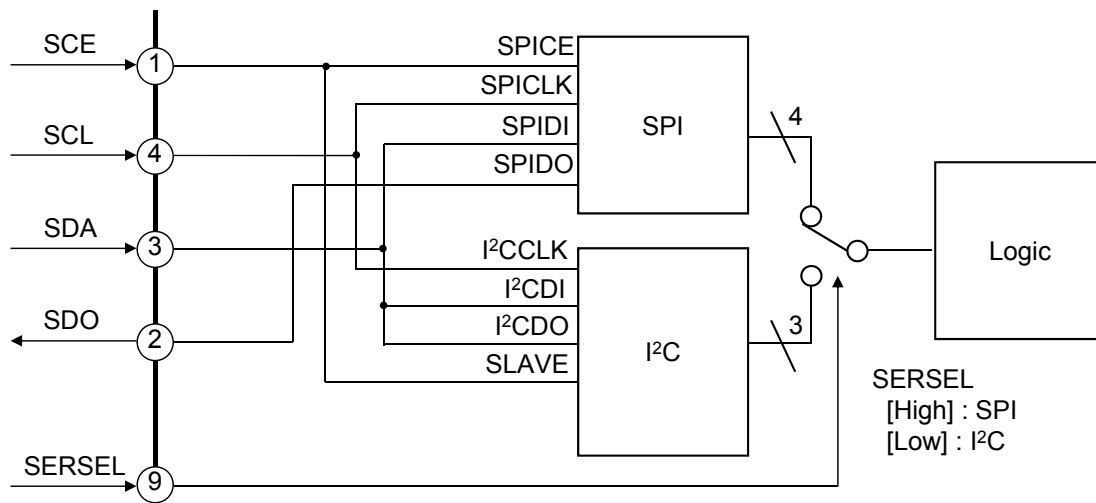 SCE
1
SPICE
SPICLK
SPIDI
SPIDO
SPI
4
SCL
4
SDA
3
I²CCLK
I²CDI
I²CDO
SLAVE
I²C
3
Logic
SDO
2
SERSEL
[High] : SPI
[Low] : I²C
SERSEL
9